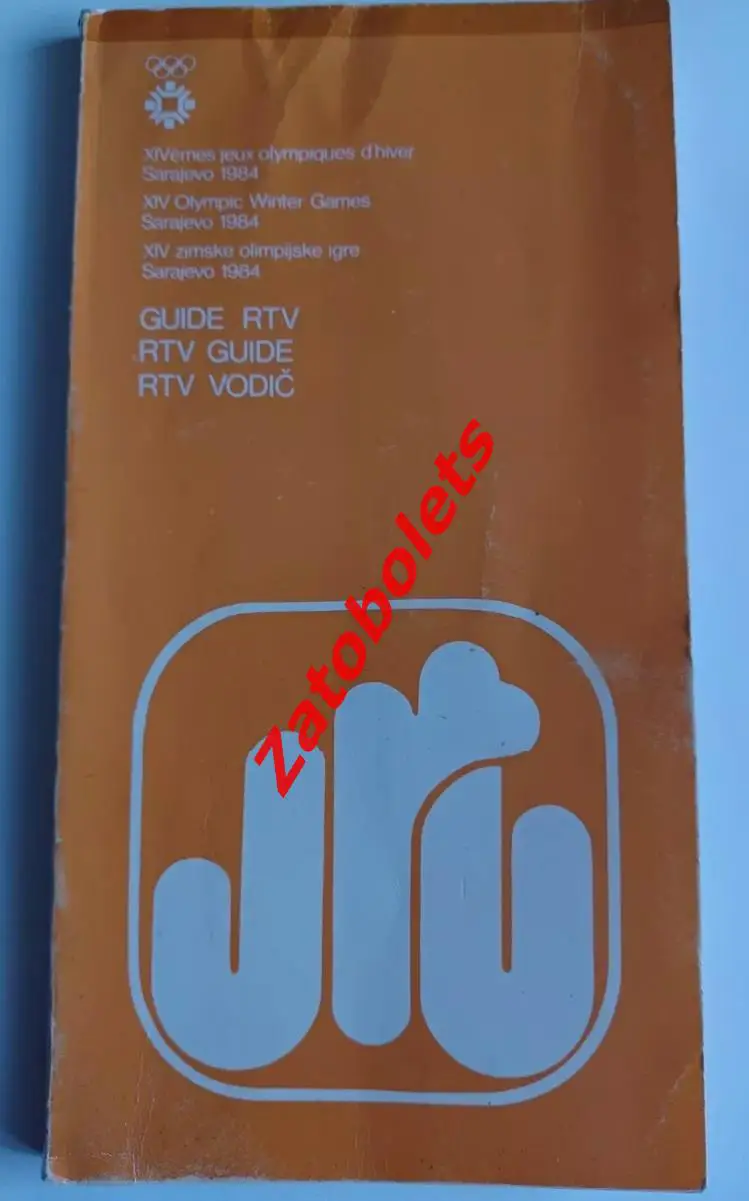 XIVèmes jeux olympiques d'hiver
Sarajevo 1984
XIV Olympic Winter Games
Sarajevo 1984
XIV zimske olimpijske igre
Sarajevo 1984
GUIDE RTV
RTV GUIDE
RTV VODIČ
Zatobolets
jrt